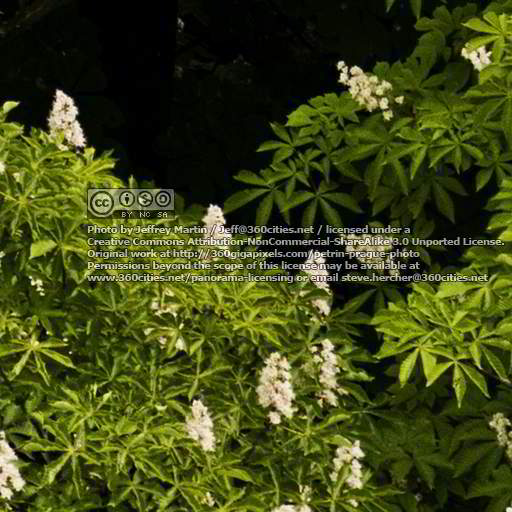 cc BY NC SA
Photo by Jeffrey Martin / Jeff@360cities.net / licensed under a
Creative Commons Attribution-NonCommercial-ShareAlike 3.0 Unported License.
Original work at http://360gigapixels.com/petrin-prague-photo
Permissions beyond the scope of this license may be available at
www.360cities.net/panorama-licensing or email steve.hercher@360cities.net